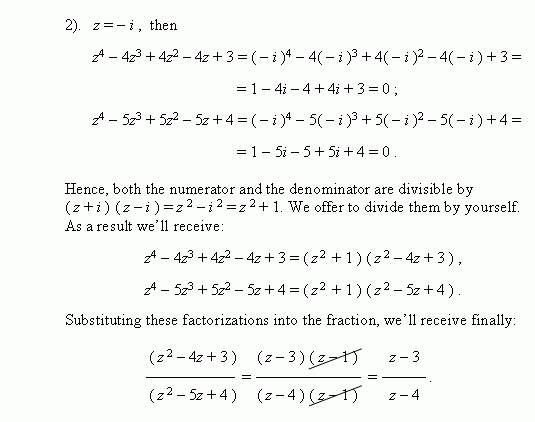 2). z = – i , then
z⁴ – 4z³ + 4z² – 4z + 3 = ( – i )⁴ – 4( – i )³ + 4( – i )² – 4( – i ) + 3 =
= 1 – 4i – 4 + 4i + 3 = 0 ;
z⁴ – 5z³ + 5z² – 5z + 4 = ( – i )⁴ – 5( – i )³ + 5( – i )² – 5( – i ) + 4 =
= 1 – 5i – 5 + 5i + 4 = 0 .
Hence, both the numerator and the denominator are divisible by
( z + i ) ( z – i ) = z ² – i ² = z ² + 1. We offer to divide them by yourself.
As a result we'll receive:
z⁴ – 4z³ + 4z² – 4z + 3 = ( z² + 1 ) ( z² – 4z + 3 ) ,
z⁴ – 5z³ + 5z² – 5z + 4 = ( z² + 1 ) ( z² – 5z + 4 ) .
Substituting these factorizations into the fraction, we'll receive finally:
( z² – 4z + 3 ) ( z – 3 ) ( z – 1 ) z – 3
= = .
( z² – 5z + 4 ) ( z – 4 ) ( z – 1 ) z – 4